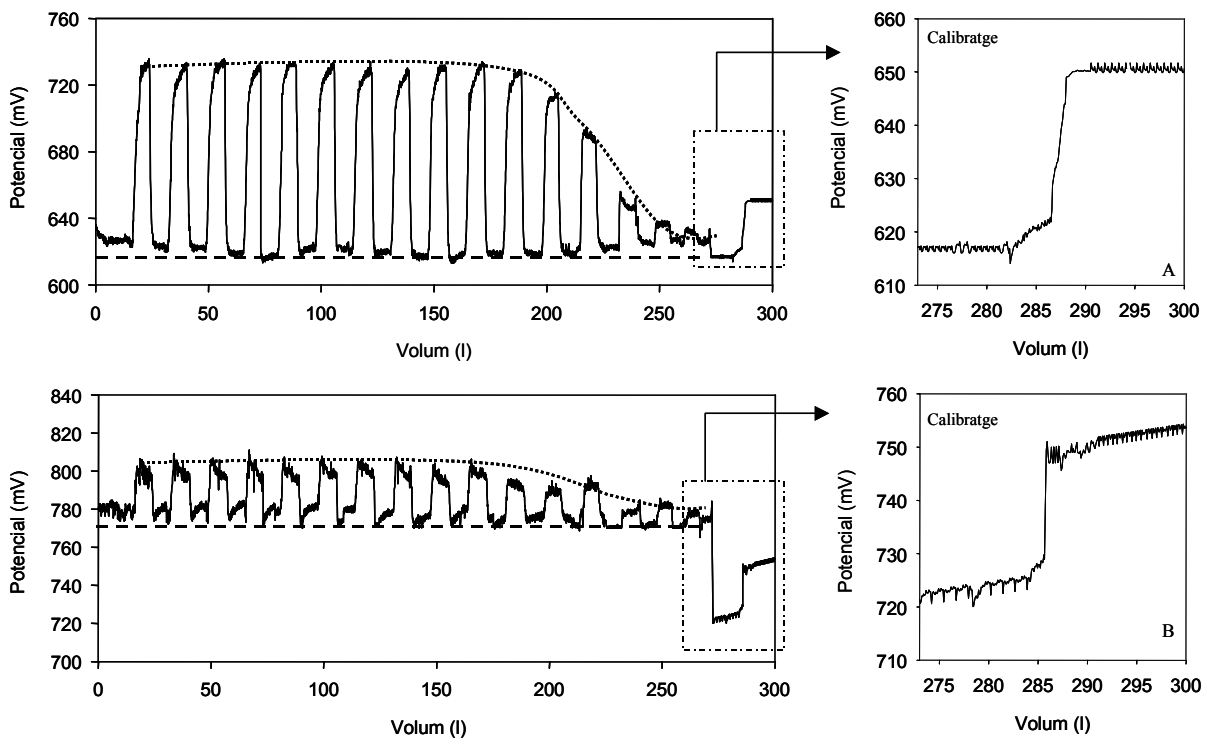 760
720
680
640
600
Potencial (mV)
0 50 100 150 200 250 300
Volum (l)
660
650
640
630
620
610
Potencial (mV)
Calibratge
A
275 280 285 290 295 300
Volum (l)
840
820
800
780
760
740
720
700
Potencial (mV)
0 50 100 150 200 250 300
Volum (l)
760
750
740
730
720
710
Potencial (mV)
Calibratge
B
275 280 285 290 295 300
Volum (l)